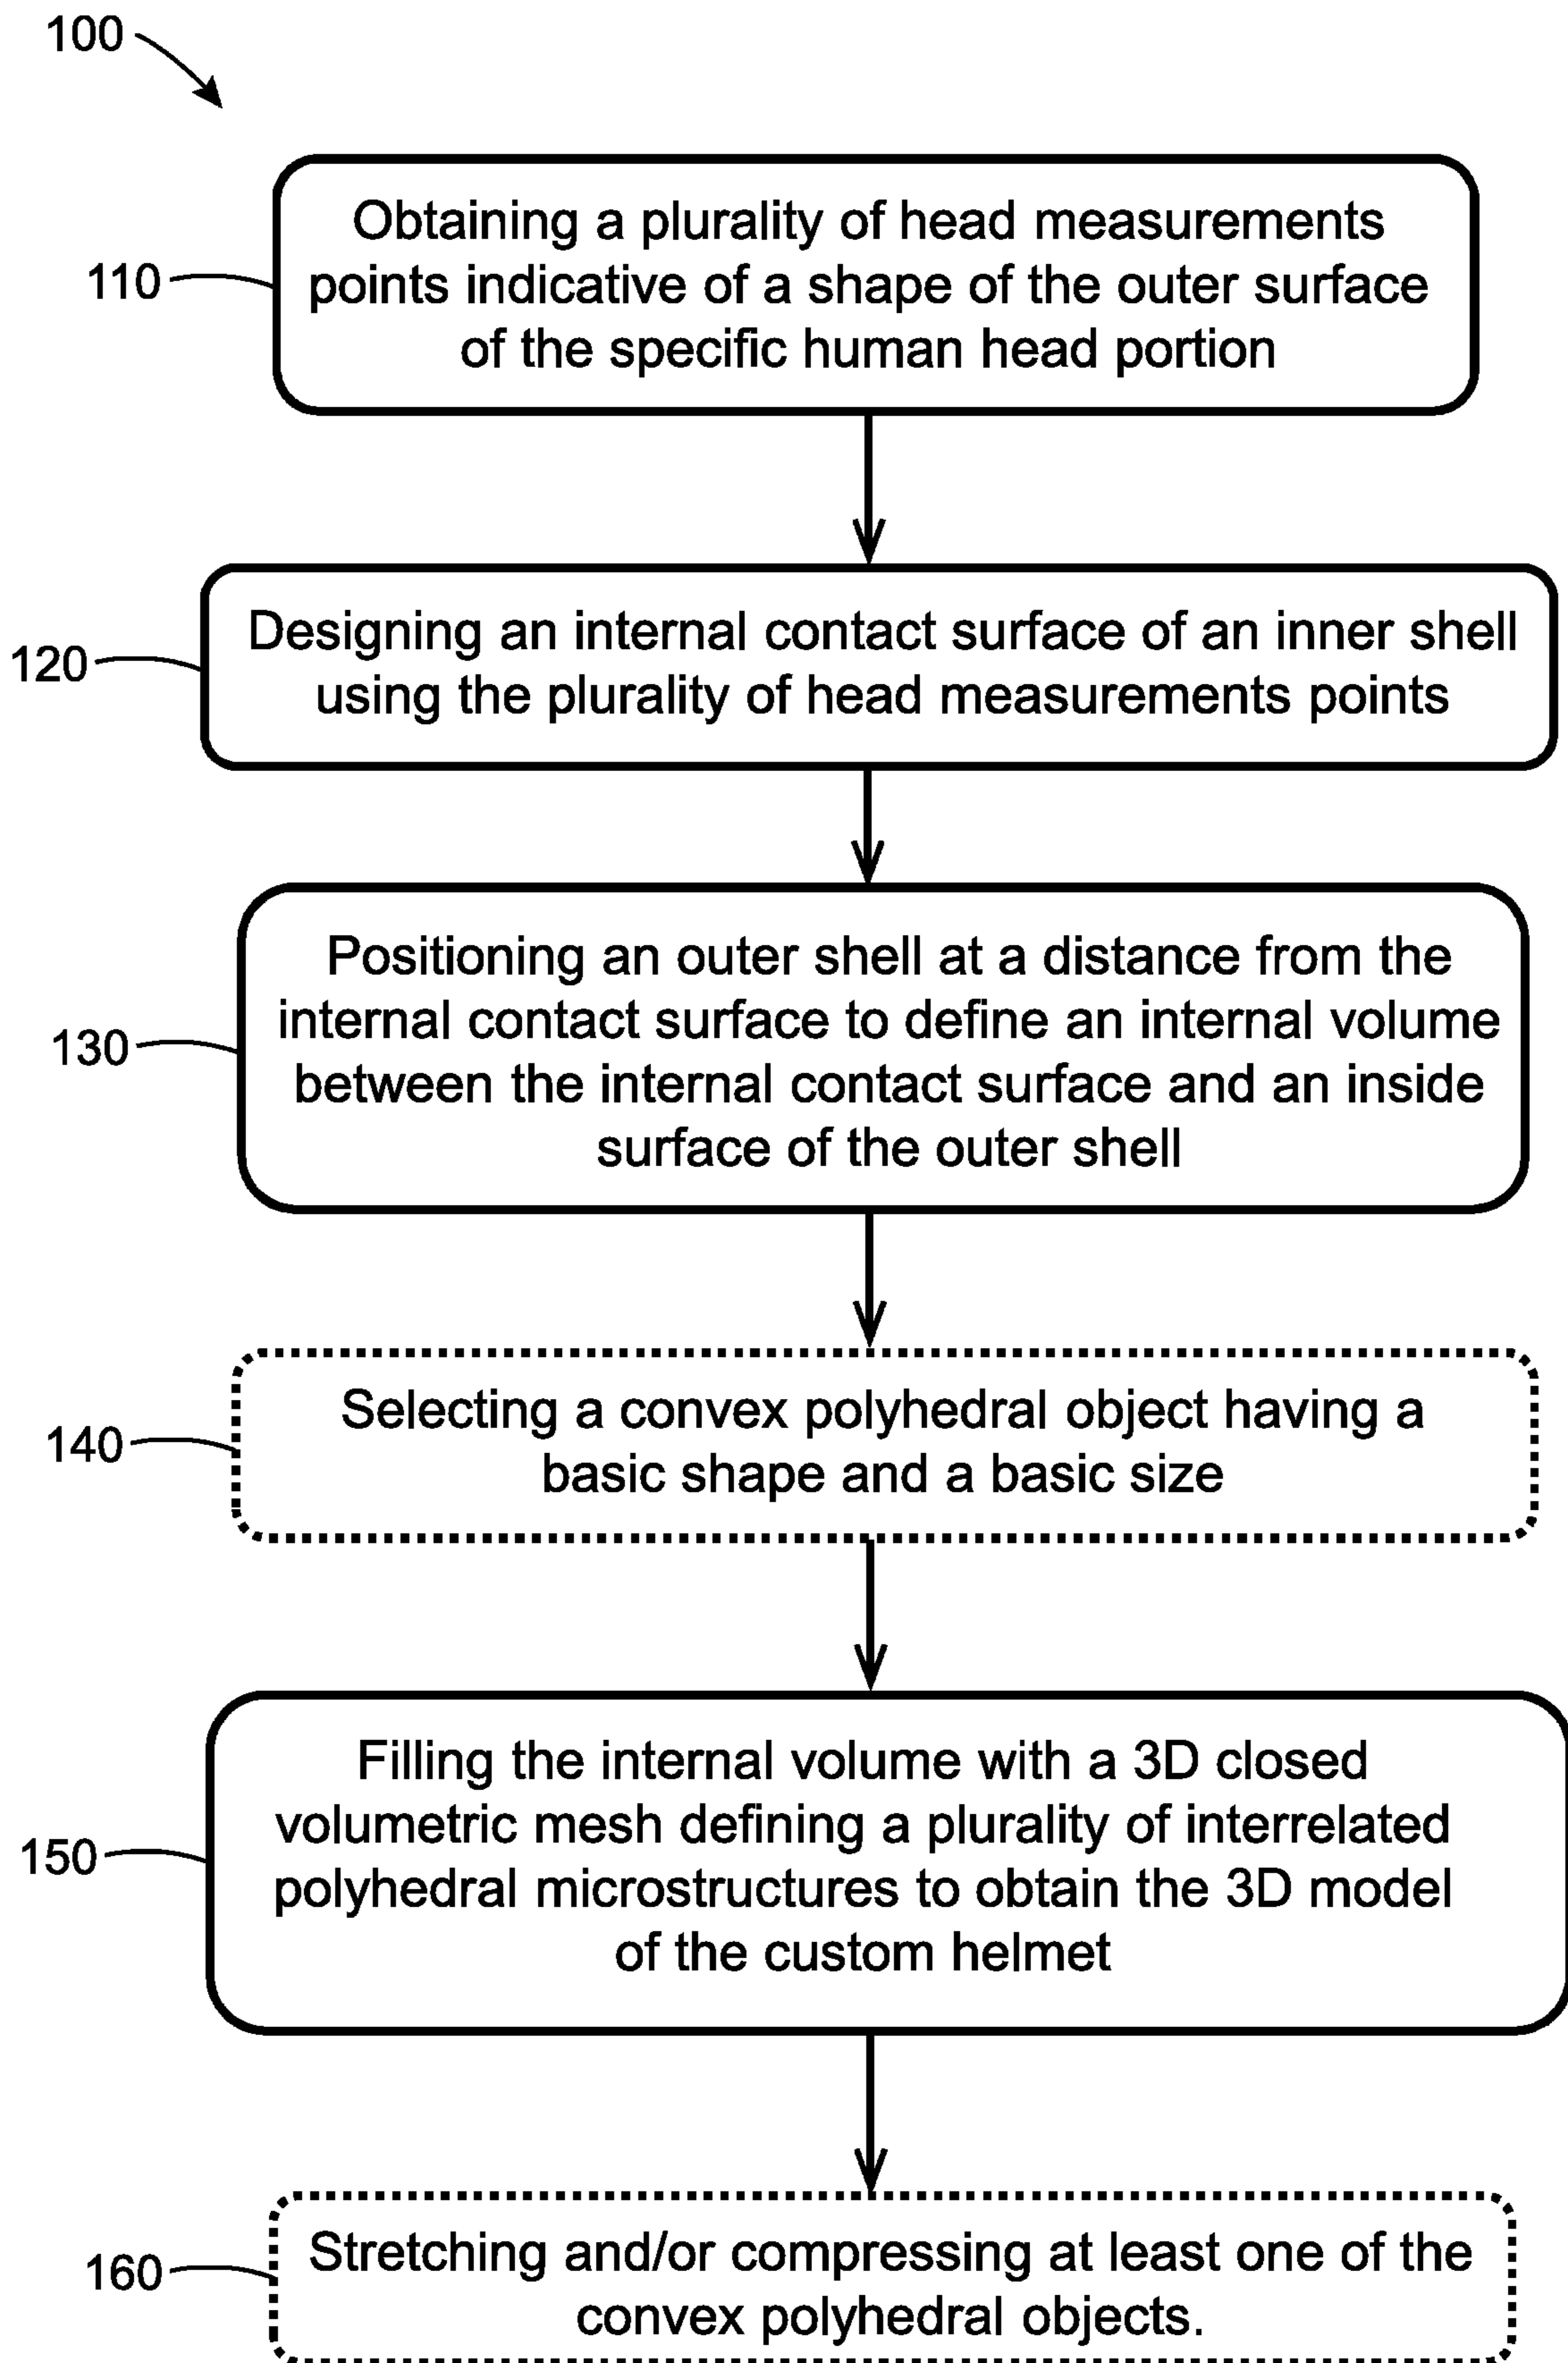 100
Obtaining a plurality of head measurements
points indicative of a shape of the outer surface
of the specific human head portion
110
Designing an internal contact surface of an inner shell
using the plurality of head measurements points
120
Positioning an outer shell at a distance from the
internal contact surface to define an internal volume
between the internal contact surface and an inside
surface of the outer shell
130
Selecting a convex polyhedral object having a
basic shape and a basic size
140
Filling the internal volume with a 3D closed
volumetric mesh defining a plurality of interrelated
polyhedral microstructures to obtain the 3D model
of the custom helmet
150
Stretching and/or compressing at least one of the
convex polyhedral objects.
160